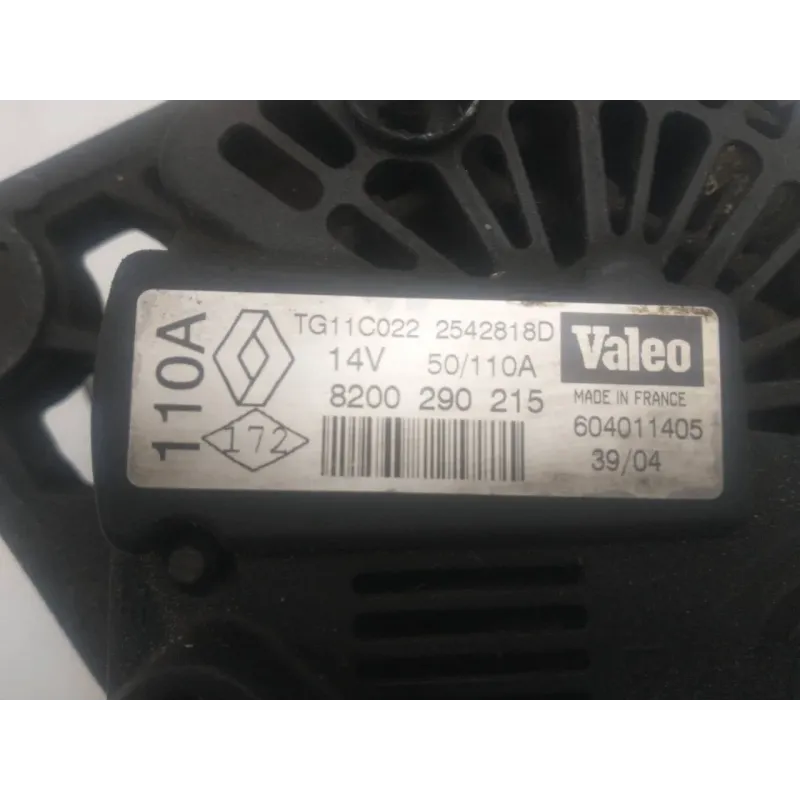 110A
TG11C022 2542818D
14V 50/110A
8200 290 215
172
Valeo
MADE IN FRANCE
604011405
39/04